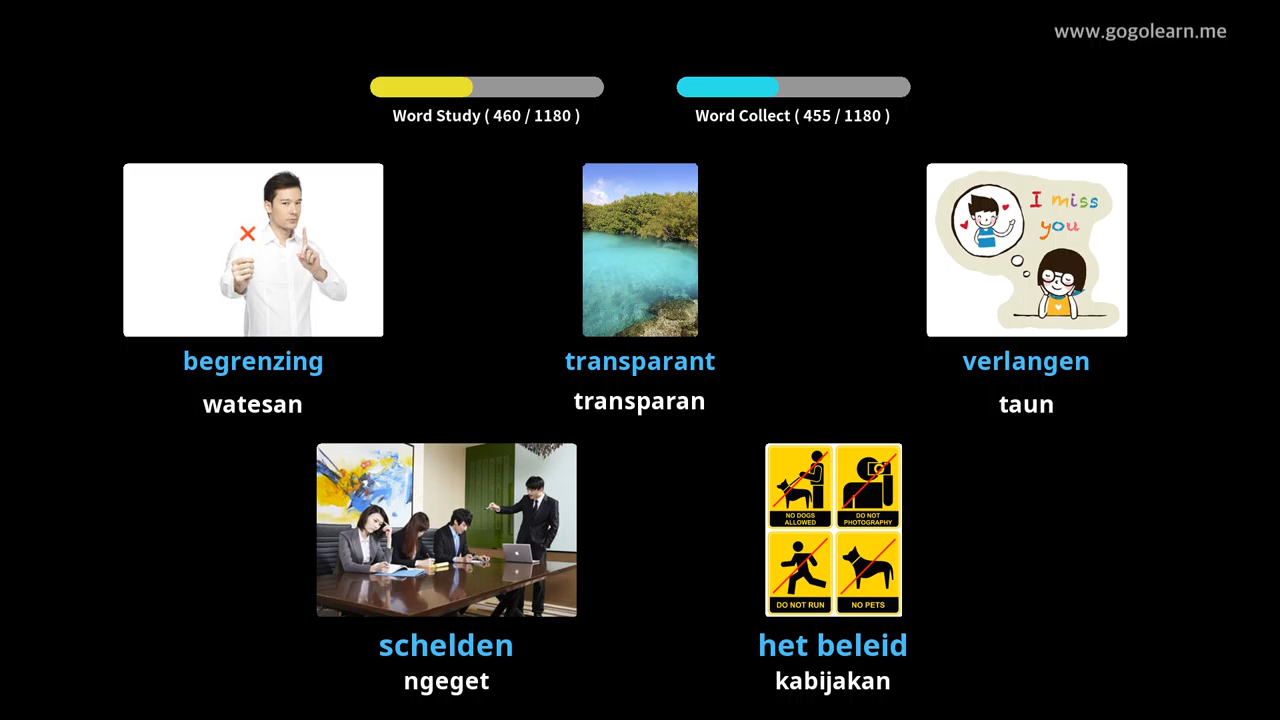 www.gogolearn.me
Word Study ( 460 / 1180 )
Word Collect ( 455 / 1180 )
I miss
you
begrenzing
transparant
verlangen
watesan
transparan
taun
NO DOGS
ALLOWED
DO NOT
PHOTOGRAPHY
DO NOT RUN
NO PETS
schelden
het beleid
ngeget
kabijakan